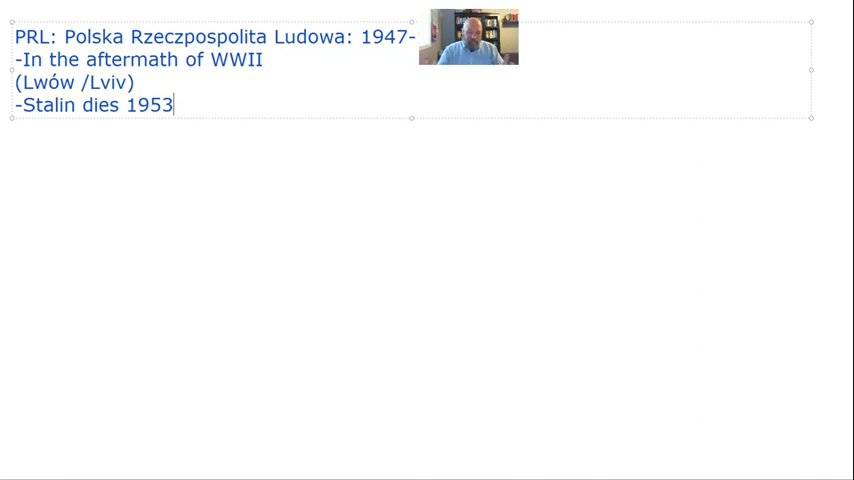 PRL: Polska Rzeczpospolita Ludowa: 1947-
-In the aftermath of WWII
(Lwów /Lviv)
-Stalin dies 1953